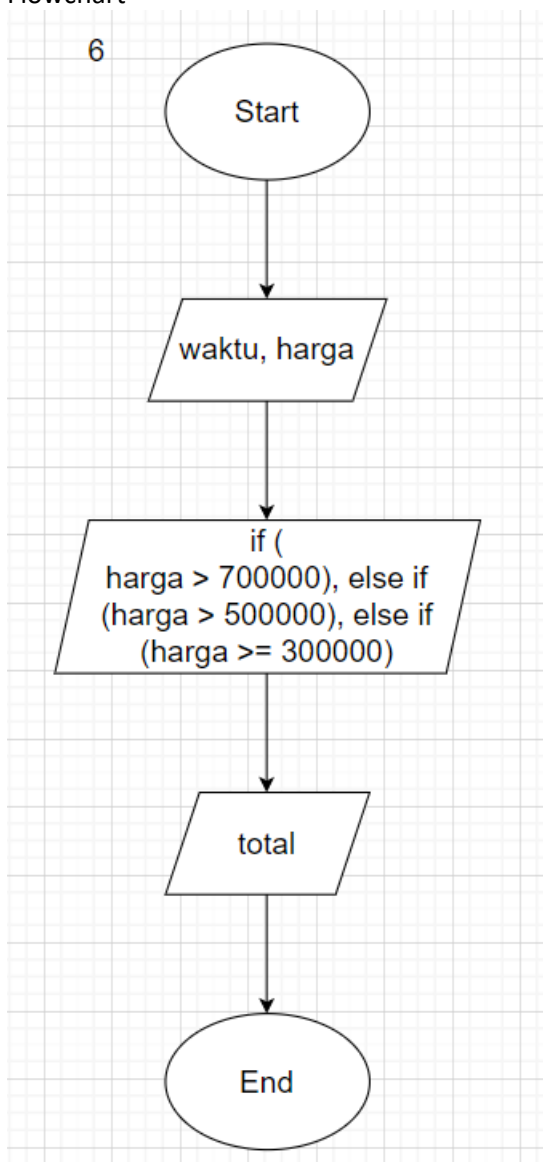 Flowchart
6
Start
waktu, harga
if (
harga > 700000), else if
(harga > 500000), else if
(harga >= 300000)
total
End